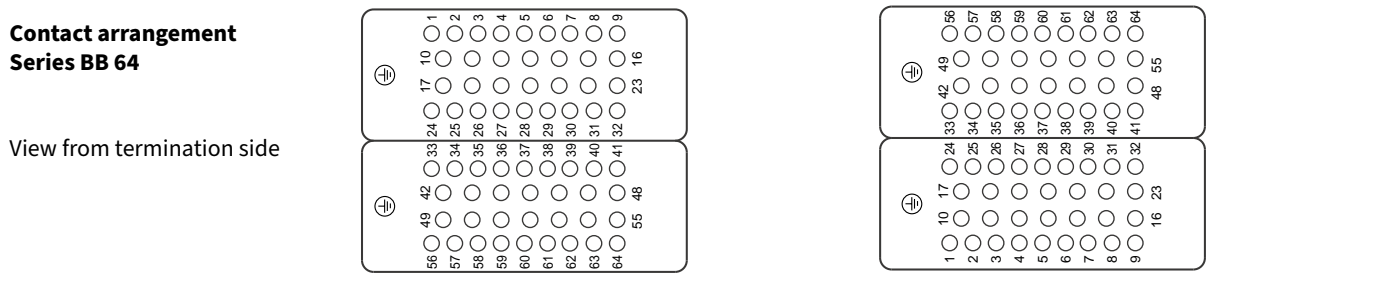 Contact arrangement
Series BB 64
View from termination side
1 2 3 4 5 6 7 8 9
10 16
17 23
24 25 26 27 28 29 30 31 32
33 34 35 36 37 38 39 40 41
42 48
49 55
56 57 58 59 60 61 62 63 64
56 57 58 59 60 61 62 63 64
49 55
42 48
33 34 35 36 37 38 39 40 41
24 25 26 27 28 29 30 31 32
17 23
10 16
1 2 3 4 5 6 7 8 9